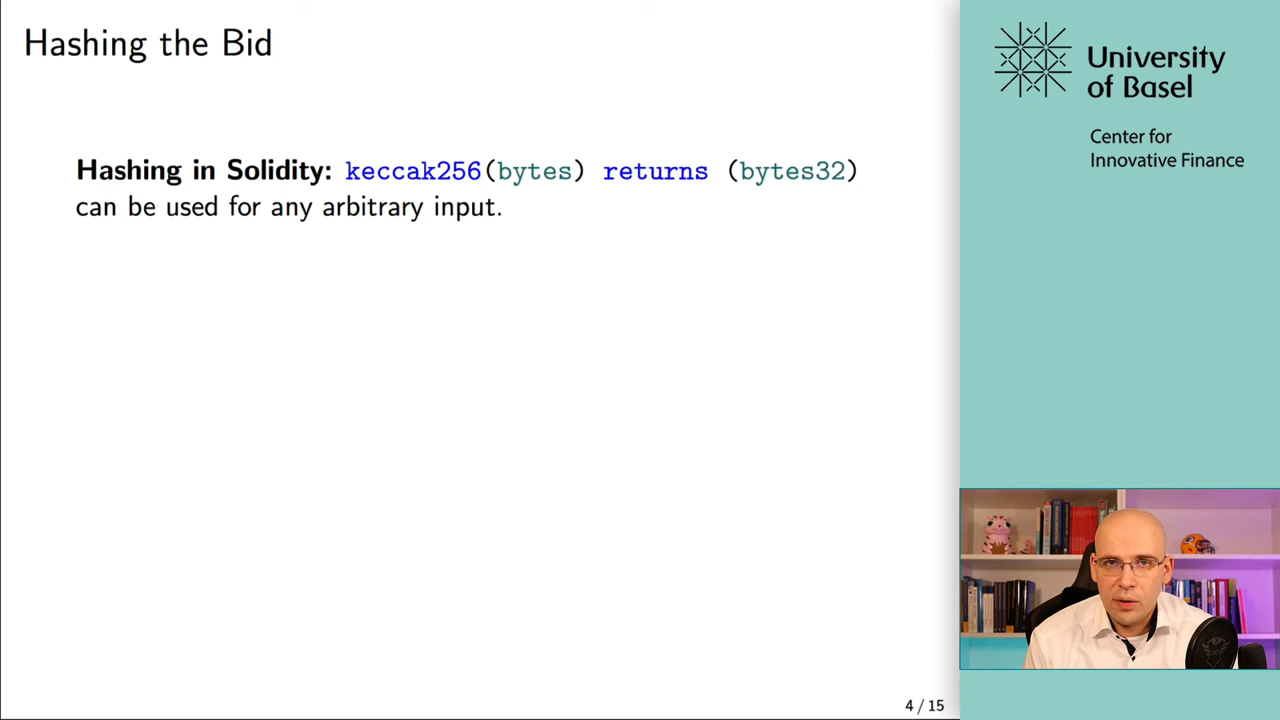 Hashing the Bid
Hashing in Solidity: keccak256(bytes) returns (bytes32)
can be used for any arbitrary input.
4 / 15
University
of Basel
Center for
Innovative Finance